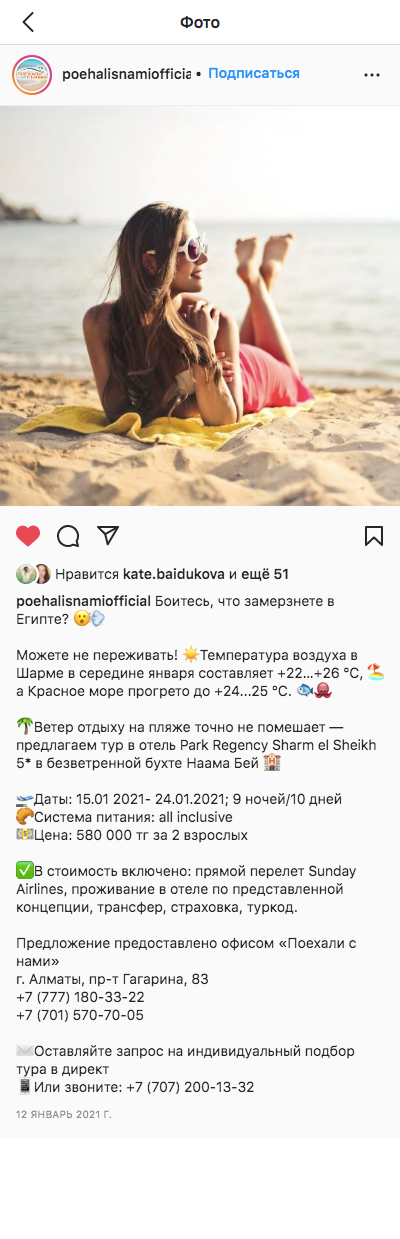 Фото
poehalisnamiofficia • Подписаться
Нравится kate.baidukova и ещё 51
poehalisnamiofficial Боитесь, что замерзнете в
Египте? 😮💨
Можете не переживать! ☀️Температура воздуха в
Шарме в середине января составляет +22...+26 °C, 🏖️
а Красное море прогрето до +24...25 °C. 🐟🐙
🌴Ветер отдыху на пляже точно не помешает —
предлагаем тур в отель Park Regency Sharm el Sheikh
5* в безветренной бухте Наама Бей 🏨
🛫Даты: 15.01 2021- 24.01.2021; 9 ночей/10 дней
🥐Система питания: all inclusive
💵Цена: 580 000 тг за 2 взрослых
✅В стоимость включено: прямой перелет Sunday
Airlines, проживание в отеле по представленной
концепции, трансфер, страховка, туркод.
Предложение предоставлено офисом «Поехали с
нами»
г. Алматы, пр-т Гагарина, 83
+7 (777) 180-33-22
+7 (701) 570-70-05
✉️Оставляйте запрос на индивидуальный подбор
тура в директ
📲Или звоните: +7 (707) 200-13-32
12 ЯНВАРЬ 2021 Г.